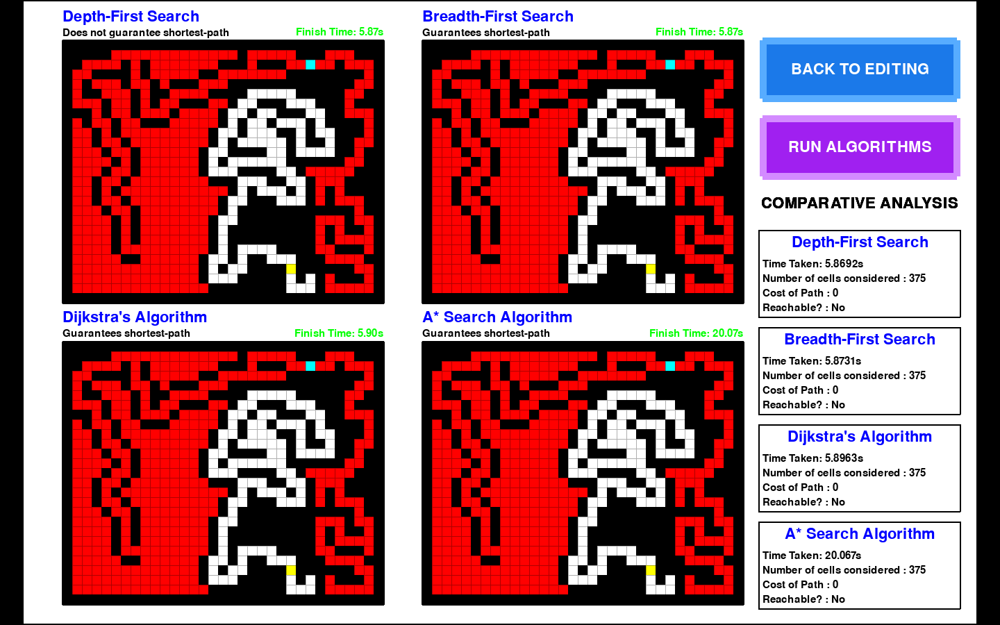 Depth-First Search
Does not guarantee shortest-path
Finish Time: 5.87s
Breadth-First Search
Guarantees shortest-path
Finish Time: 5.87s
Dijkstra's Algorithm
Guarantees shortest-path
Finish Time: 5.90s
A* Search Algorithm
Guarantees shortest-path
Finish Time: 20.07s
BACK TO EDITING
RUN ALGORITHMS
COMPARATIVE ANALYSIS
Depth-First Search
Time Taken: 5.8692s
Number of cells considered : 375
Cost of Path : 0
Reachable? : No
Breadth-First Search
Time Taken: 5.8731s
Number of cells considered : 375
Cost of Path : 0
Reachable? : No
Dijkstra's Algorithm
Time Taken: 5.8963s
Number of cells considered : 375
Cost of Path : 0
Reachable? : No
A* Search Algorithm
Time Taken: 20.067s
Number of cells considered : 375
Cost of Path : 0
Reachable? : No